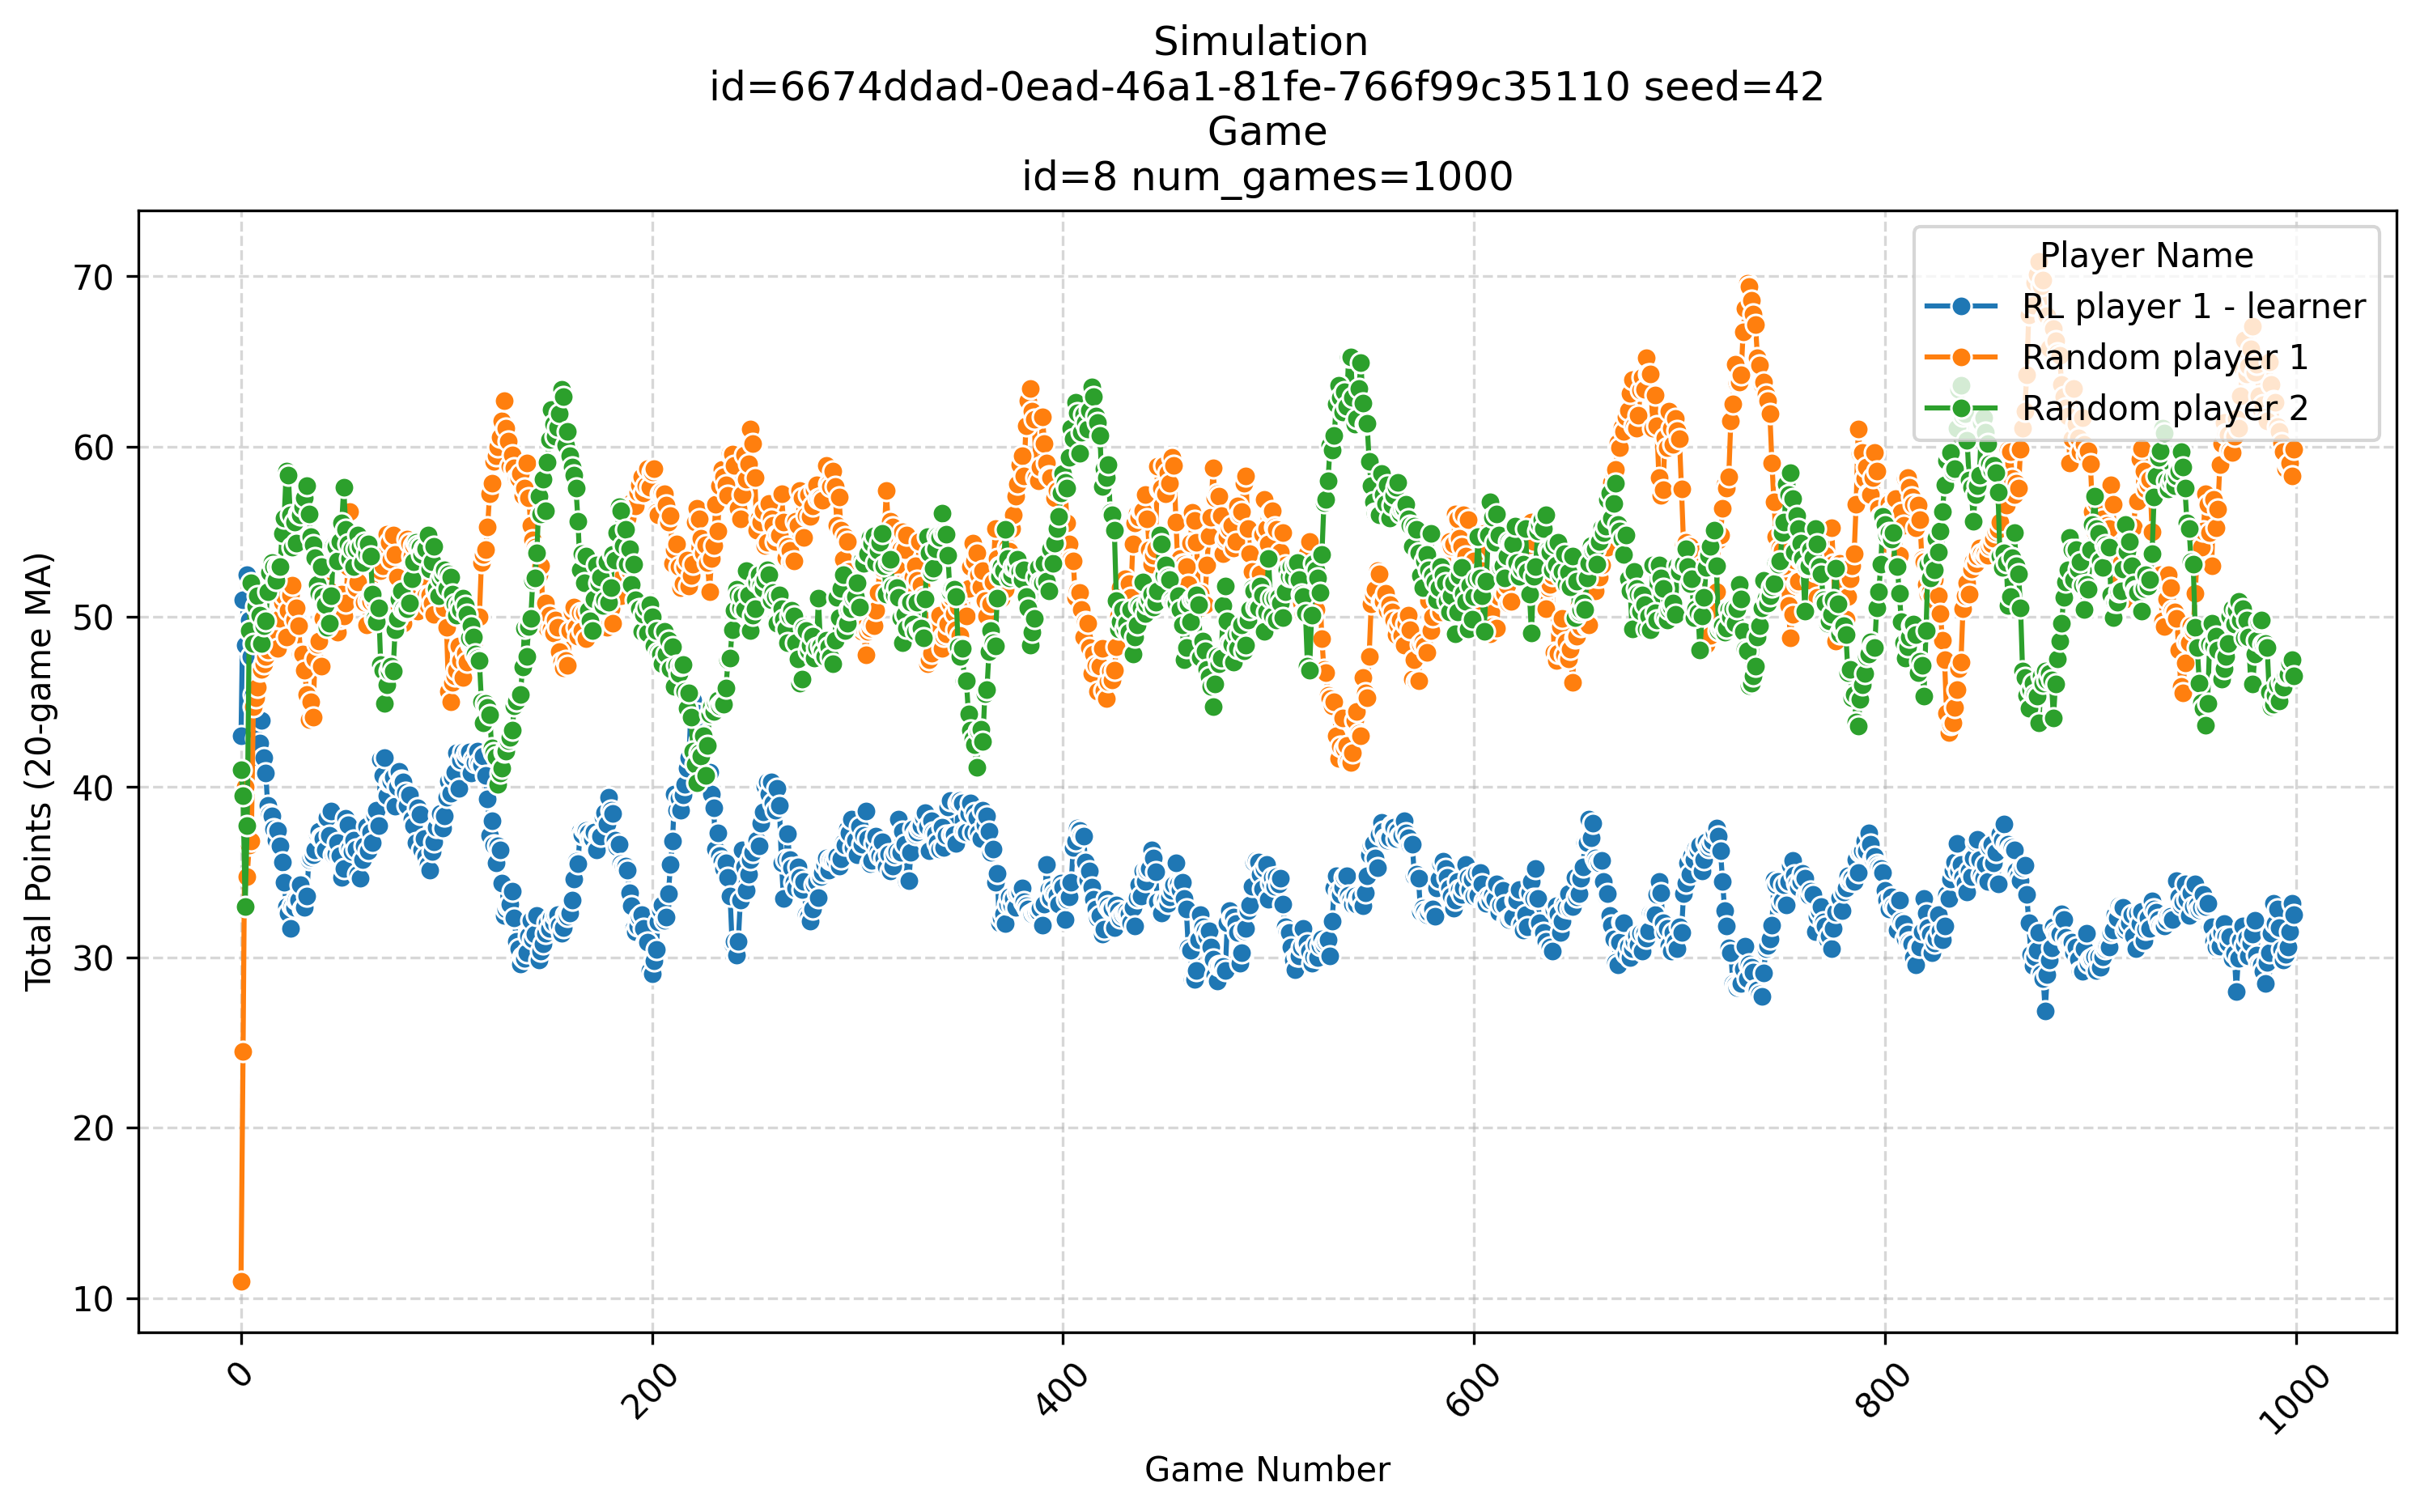 Simulation
id=6674ddad-0ead-46a1-81fe-766f99c35110 seed=42
Game
id=8 num_games=1000
Total Points (20-game MA)
70
60
50
40
30
20
10
Player Name
RL player 1 - learner
Random player 1
Random player 2
0
200
400
600
800
1000
Game Number